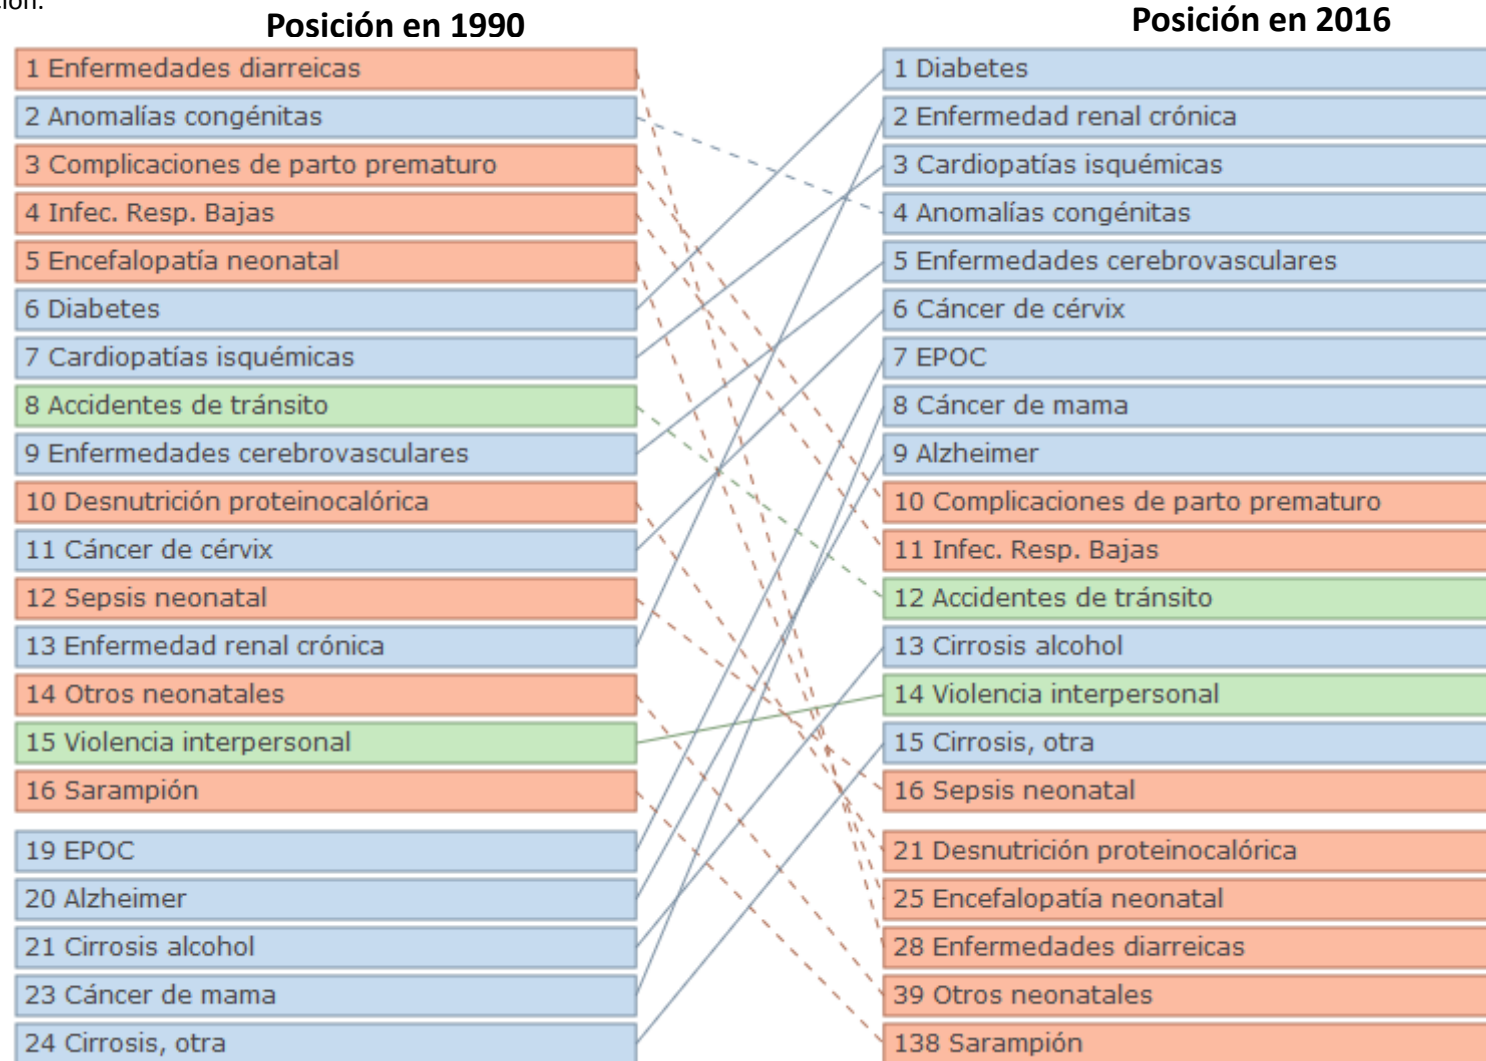 ción.
Posición en 1990
1 Enfermedades diarreicas
2 Anomalías congénitas
3 Complicaciones de parto prematuro
4 Infec. Resp. Bajas
5 Encefalopatía neonatal
6 Diabetes
7 Cardiopatías isquémicas
8 Accidentes de tránsito
9 Enfermedades cerebrovasculares
10 Desnutrición proteinocalórica
11 Cáncer de cérvix
12 Sepsis neonatal
13 Enfermedad renal crónica
14 Otros neonatales
15 Violencia interpersonal
16 Sarampión
19 EPOC
20 Alzheimer
21 Cirrosis alcohol
23 Cáncer de mama
24 Cirrosis, otra
Posición en 2016
1 Diabetes
2 Enfermedad renal crónica
3 Cardiopatías isquémicas
4 Anomalías congénitas
5 Enfermedades cerebrovasculares
6 Cáncer de cérvix
7 EPOC
8 Cáncer de mama
9 Alzheimer
10 Complicaciones de parto prematuro
11 Infec. Resp. Bajas
12 Accidentes de tránsito
13 Cirrosis alcohol
14 Violencia interpersonal
15 Cirrosis, otra
16 Sepsis neonatal
21 Desnutrición proteinocalórica
25 Encefalopatía neonatal
28 Enfermedades diarreicas
39 Otros neonatales
138 Sarampión